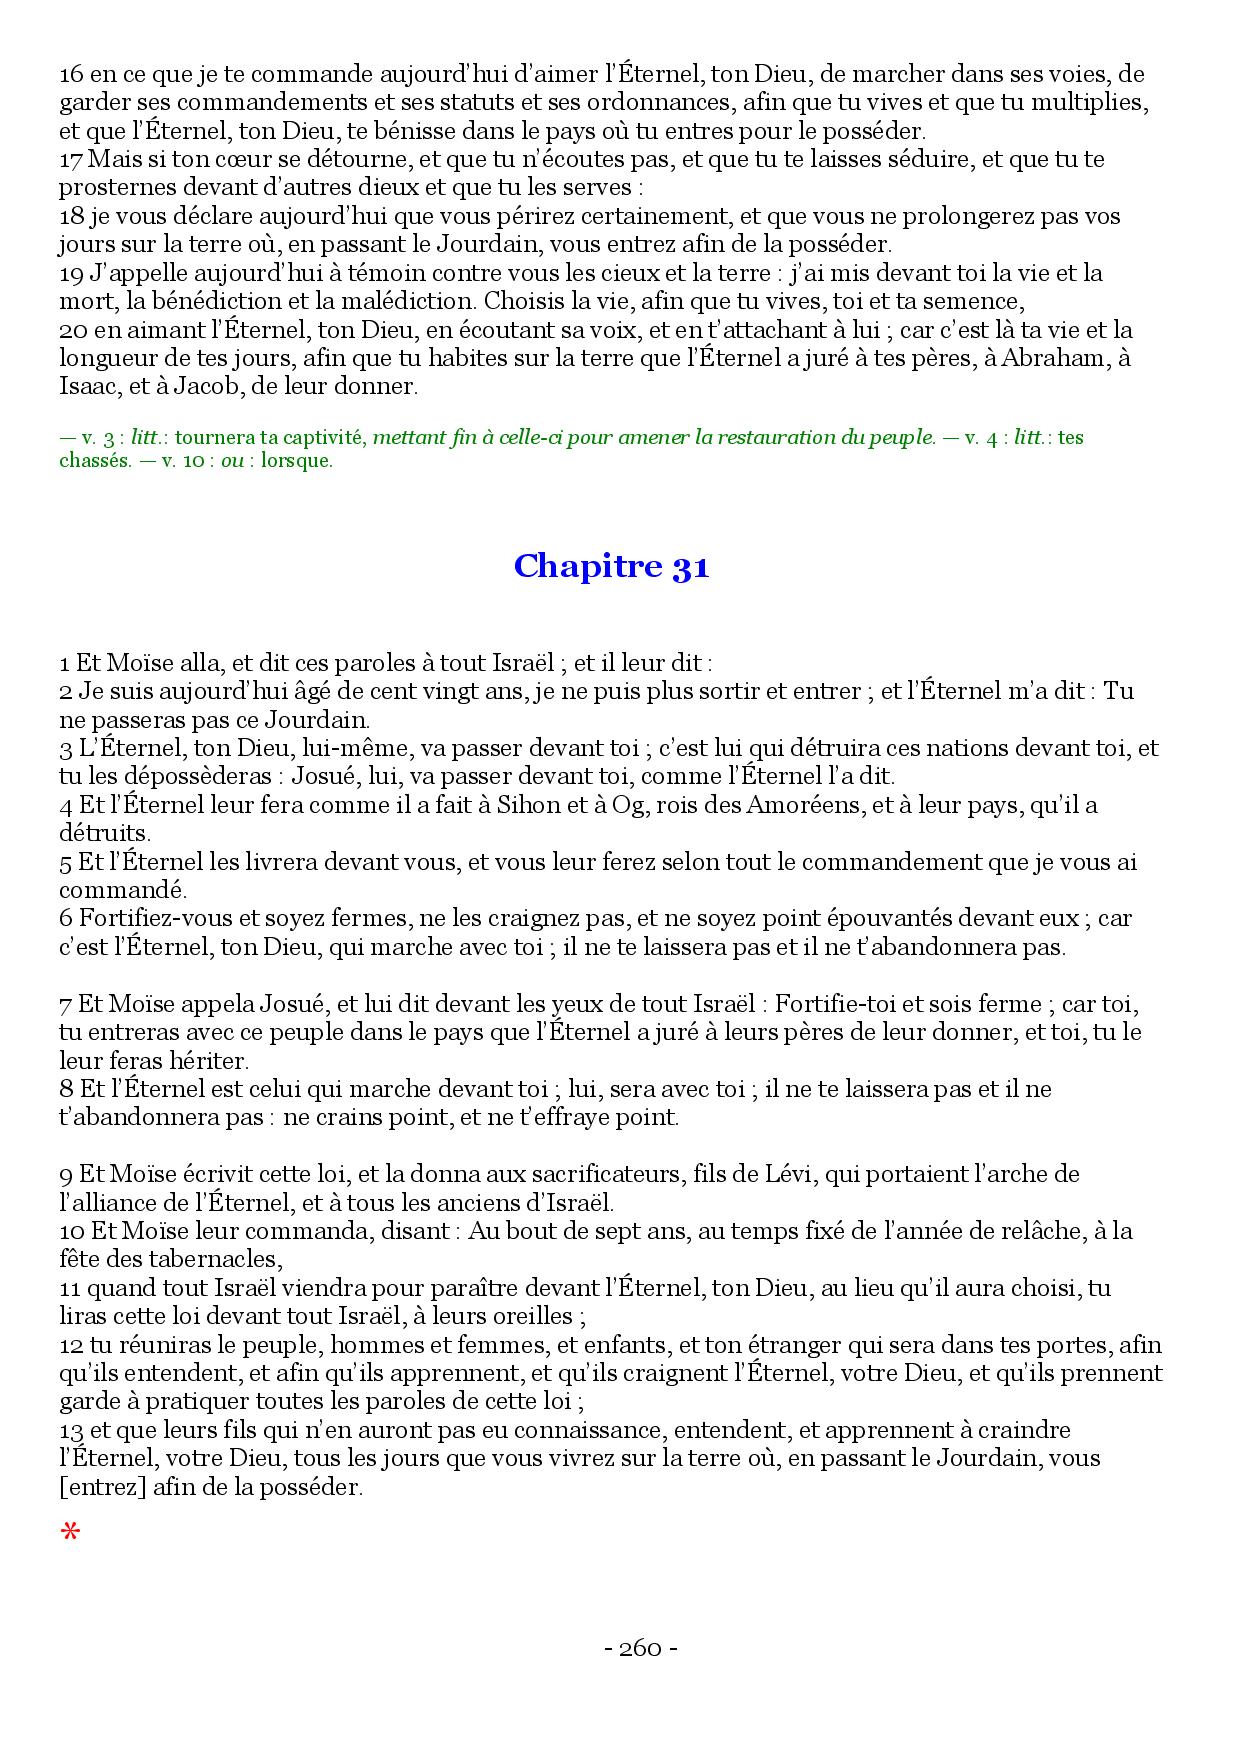 16 en ce que je te commande aujourd’hui d’aimer l’Éternel, ton Dieu, de marcher dans ses voies, de
garder ses commandements et ses statuts et ses ordonnances, afin que tu vives et que tu multiplies,
et que l’Éternel, ton Dieu, te bénisse dans le pays où tu entres pour le posséder.
17 Mais si ton cœur se détourne, et que tu n’écoutes pas, et que tu te laisses séduire, et que tu te
prosternes devant d’autres dieux et que tu les serves :
18 je vous déclare aujourd’hui que vous périrez certainement, et que vous ne prolongerez pas vos
jours sur la terre où, en passant le Jourdain, vous entrez afin de la posséder.
19 J’appelle aujourd’hui à témoin contre vous les cieux et la terre : j’ai mis devant toi la vie et la
mort, la bénédiction et la malédiction. Choisis la vie, afin que tu vives, toi et ta semence,
20 en aimant l’Éternel, ton Dieu, en écoutant sa voix, et en t’attachant à lui ; car c’est là ta vie et la
longueur de tes jours, afin que tu habites sur la terre que l’Éternel a juré à tes pères, à Abraham, à
Isaac, et à Jacob, de leur donner.
— v. 3 : litt.: tournera ta captivité, mettant fin à celle-ci pour amener la restauration du peuple. — v. 4 : litt.: tes
chassés. — v. 10 : ou : lorsque.
Chapitre 31
1 Et Moïse alla, et dit ces paroles à tout Israël ; et il leur dit :
2 Je suis aujourd’hui âgé de cent vingt ans, je ne puis plus sortir et entrer ; et l’Éternel m’a dit : Tu
ne passeras pas ce Jourdain.
3 L’Éternel, ton Dieu, lui-même, va passer devant toi ; c’est lui qui détruira ces nations devant toi, et
tu les dépossèderas : Josué, lui, va passer devant toi, comme l’Éternel l’a dit.
4 Et l’Éternel leur fera comme il a fait à Sihon et à Og, rois des Amoréens, et à leur pays, qu’il a
détruits.
5 Et l’Éternel les livrera devant vous, et vous leur ferez selon tout le commandement que je vous ai
commandé.
6 Fortifiez-vous et soyez fermes, ne les craignez pas, et ne soyez point épouvantés devant eux ; car
c’est l’Éternel, ton Dieu, qui marche avec toi ; il ne te laissera pas et il ne t’abandonnera pas.
7 Et Moïse appela Josué, et lui dit devant les yeux de tout Israël : Fortifie-toi et sois ferme ; car toi,
tu entreras avec ce peuple dans le pays que l’Éternel a juré à leurs pères de leur donner, et toi, tu le
leur feras hériter.
8 Et l’Éternel est celui qui marche devant toi ; lui, sera avec toi ; il ne te laissera pas et il ne
t’abandonnera pas : ne crains point, et ne t’effraye point.
9 Et Moïse écrivit cette loi, et la donna aux sacrificateurs, fils de Lévi, qui portaient l’arche de
l’alliance de l’Éternel, et à tous les anciens d’Israël.
10 Et Moïse leur commanda, disant : Au bout de sept ans, au temps fixé de l’année de relâche, à la
fête des tabernacles,
11 quand tout Israël viendra pour paraître devant l’Éternel, ton Dieu, au lieu qu’il aura choisi, tu
liras cette loi devant tout Israël, à leurs oreilles ;
12 tu réuniras le peuple, hommes et femmes, et enfants, et ton étranger qui sera dans tes portes, afin
qu’ils entendent, et afin qu’ils apprennent, et qu’ils craignent l’Éternel, votre Dieu, et qu’ils prennent
garde à pratiquer toutes les paroles de cette loi ;
13 et que leurs fils qui n’en auront pas eu connaissance, entendent, et apprennent à craindre
l’Éternel, votre Dieu, tous les jours que vous vivrez sur la terre où, en passant le Jourdain, vous
[entrez] afin de la posséder.
*
- 260 -